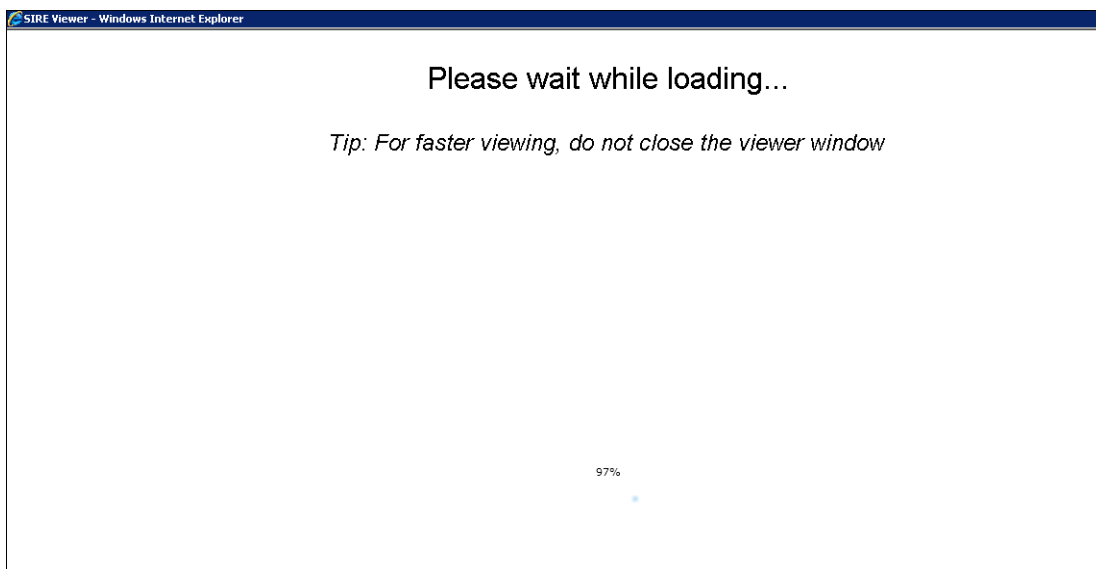 SIRE Viewer - Windows Internet Explorer
Please wait while loading...
Tip: For faster viewing, do not close the viewer window
97%